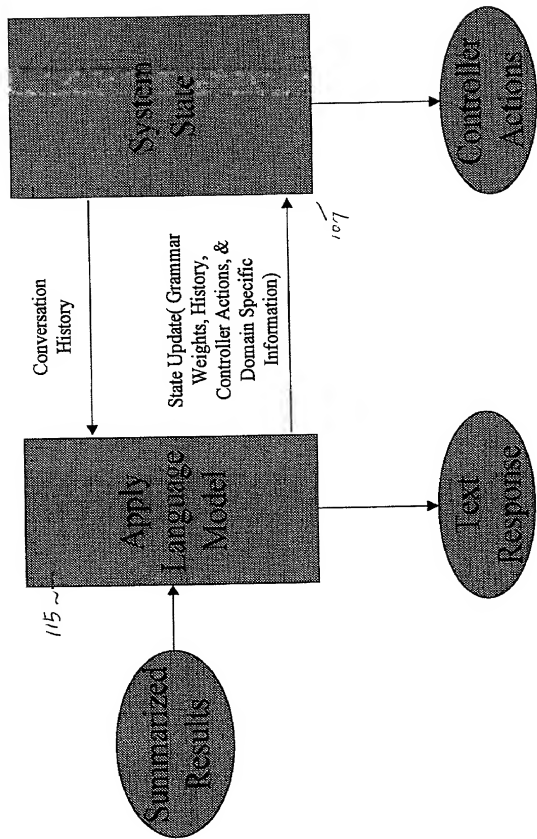 Summarized
Results
115
Apply
Language
Model
Text
Response
Conversation
History
State Update( Grammar
Weights, History,
Controller Actions, &
Domain Specific
Information)
System
State
107
Controller
Actions